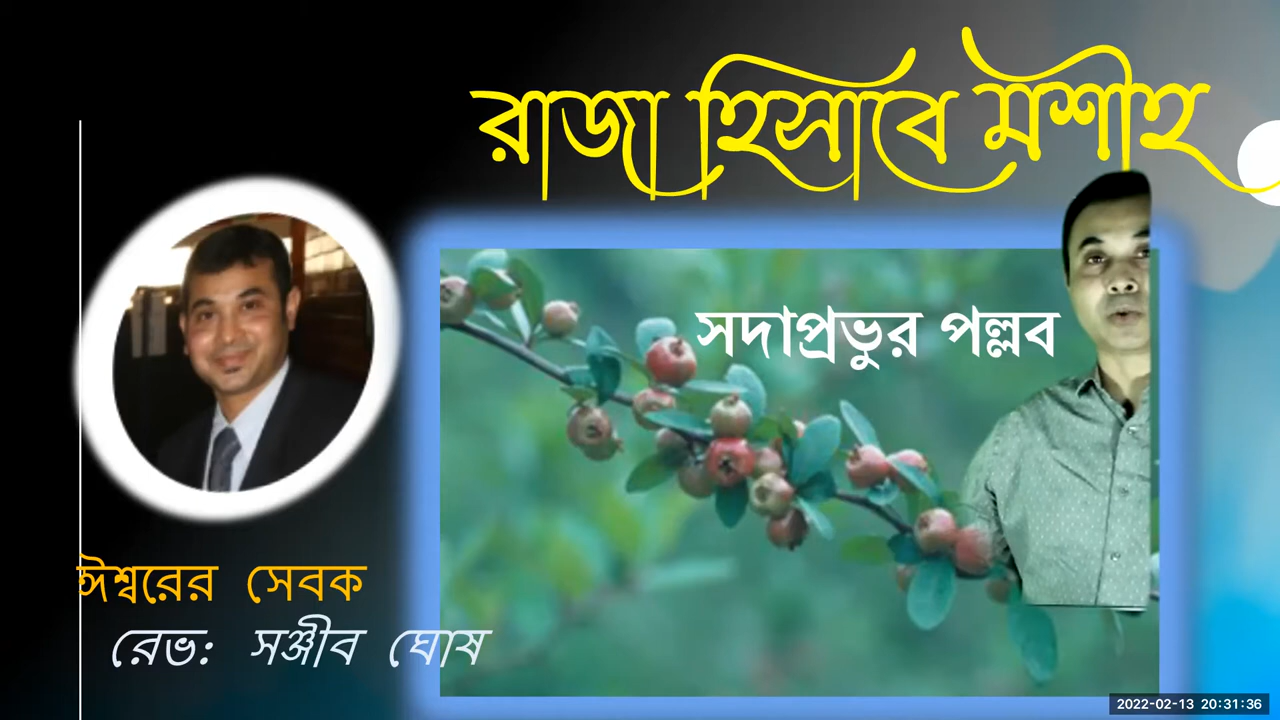 রাজা হিসাবে মশীহ
সদাপ্রভুর পল্লব
ঈশ্বরের সেবক
রেভ: সঞ্জীব ঘোষ
2022-02-13 20:31:36